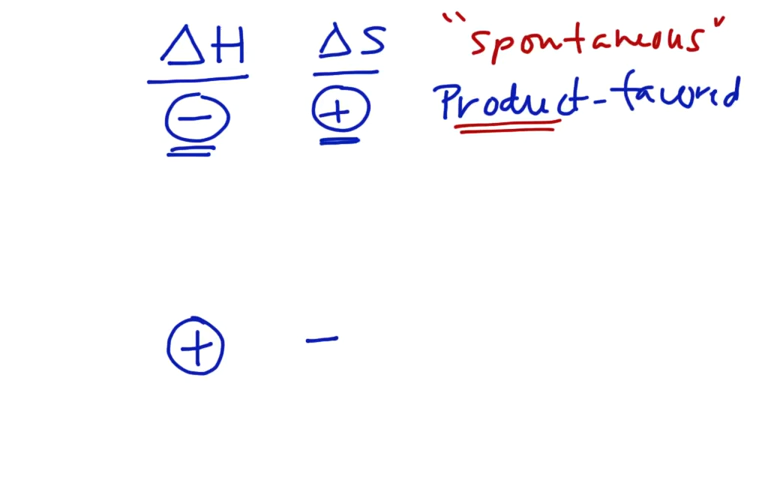 ΔH ΔS "spontaneous"
− + Product-favored
+ −